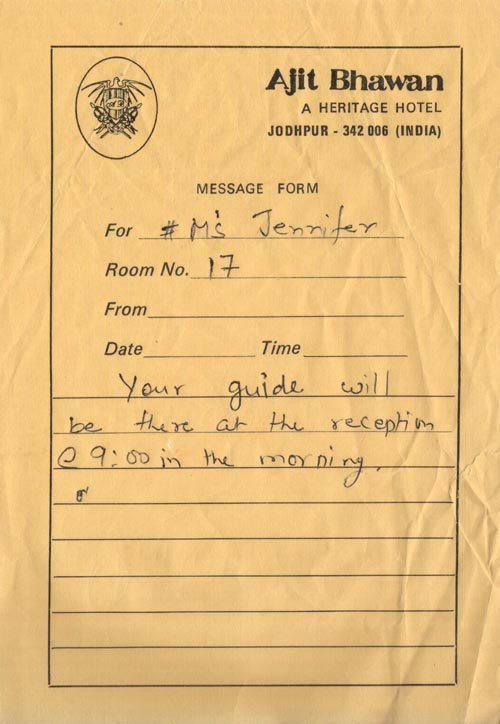 Ajit Bhawan
A HERITAGE HOTEL
JODHPUR - 342 006 (INDIA)
MESSAGE FORM
For # M's Jennifer
Room No. 17
From
Date Time
Your guide will
be there at the reception
@ 9:00 in the morning.